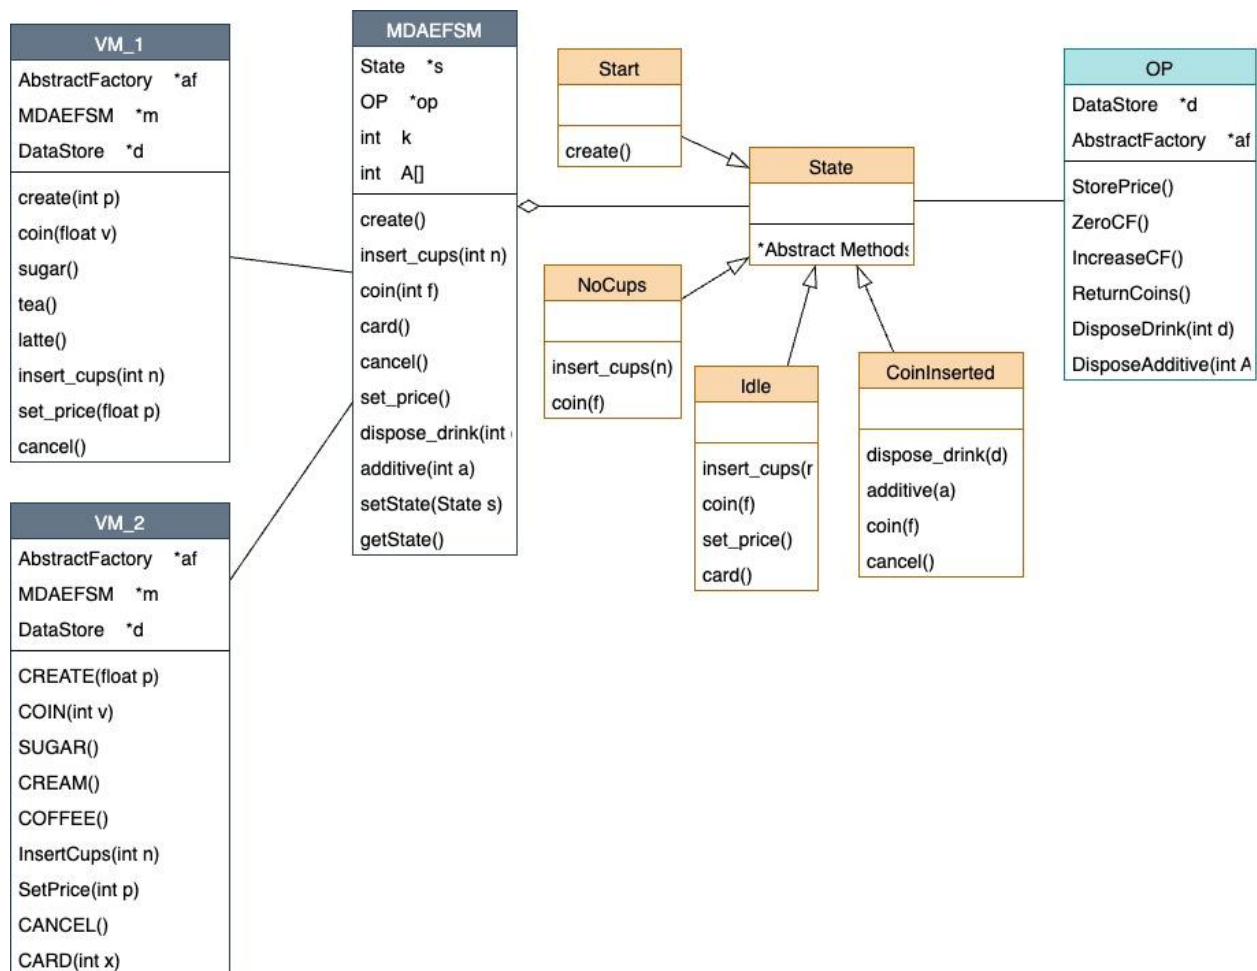 VM_1
AbstractFactory *af
MDAEFSM *m
DataStore *d
create(int p)
coin(float v)
sugar()
tea()
latte()
insert_cups(int n)
set_price(float p)
cancel()
VM_2
AbstractFactory *af
MDAEFSM *m
DataStore *d
CREATE(float p)
COIN(int v)
SUGAR()
CREAM()
COFFEE()
InsertCups(int n)
SetPrice(int p)
CANCEL()
CARD(int x)
MDAEFSM
State *s
OP *op
int k
int A[]
create()
insert_cups(int n)
coin(int f)
card()
cancel()
set_price()
dispose_drink(int
additive(int a)
setState(State s)
getState()
Start
create()
State
*Abstract Methods
NoCups
insert_cups(n)
coin(f)
Idle
insert_cups(r
coin(f)
set_price()
card()
CoinInserted
dispose_drink(d)
additive(a)
coin(f)
cancel()
OP
DataStore *d
AbstractFactory *af
StorePrice()
ZeroCF()
IncreaseCF()
ReturnCoins()
DisposeDrink(int d)
DisposeAdditive(int A